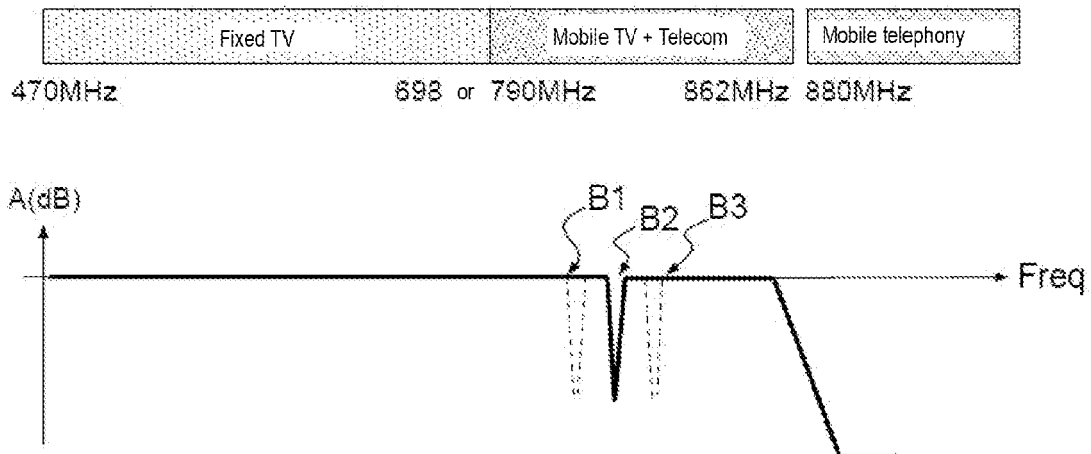 Fixed TV Mobile TV + Telecom Mobile telephony
470MHz 698 or 790MHz 862MHz 880MHz
A(dB) B1 B2 B3
Freq